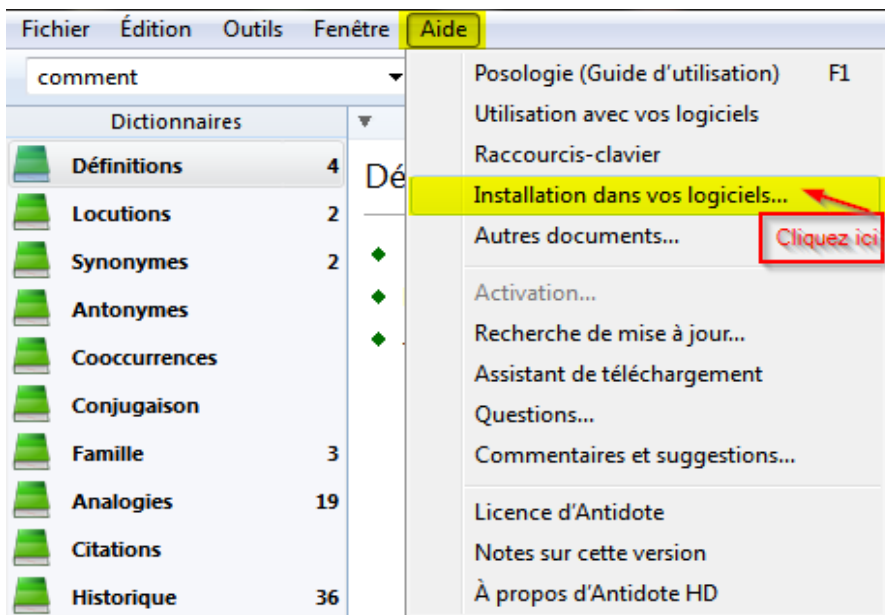 Fichier Édition Outils Fenêtre Aide
comment
Dictionnaires
Définitions 4
Locutions 2
Synonymes 2
Antonymes
Cooccurrences
Conjugaison
Famille 3
Analogies 19
Citations
Historique 36
Dé
Posologie (Guide d'utilisation) F1
Utilisation avec vos logiciels
Raccourcis-clavier
Installation dans vos logiciels...
Cliquez ici
Autres documents...
Activation...
Recherche de mise à jour...
Assistant de téléchargement
Questions...
Commentaires et suggestions...
Licence d'Antidote
Notes sur cette version
À propos d'Antidote HD